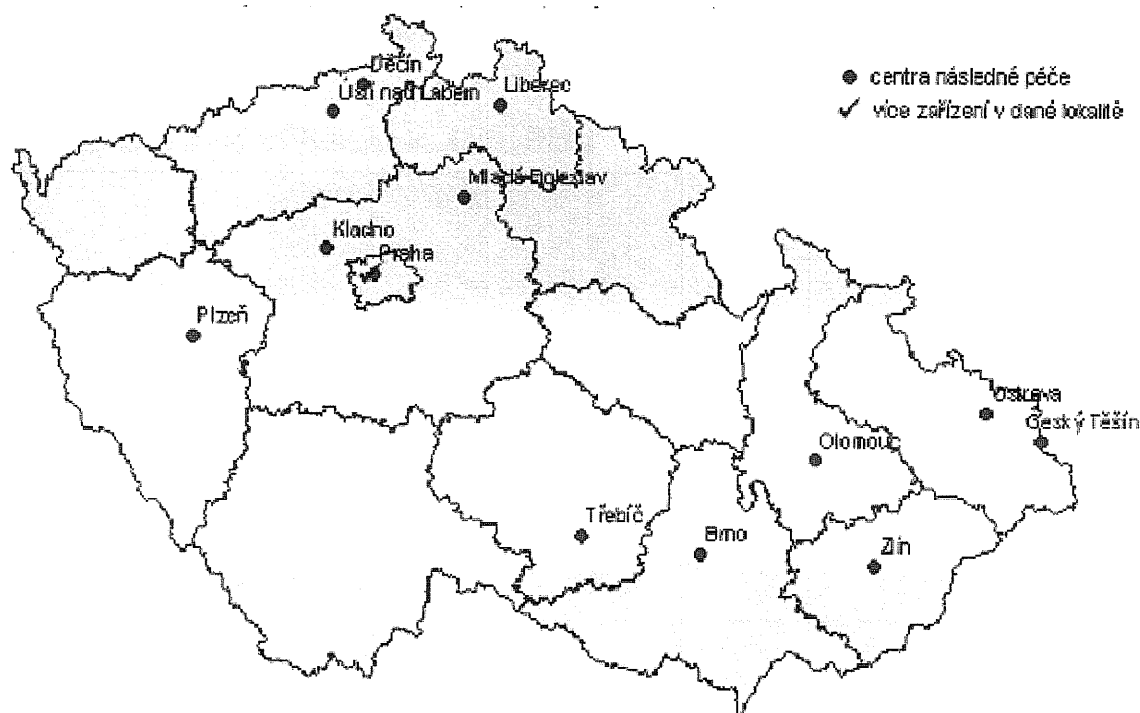 Děčín
Ústí nad Labem
Liberec
centra následné péče
více zařízení v dané lokalitě
Mladá Boleslav
Kladno
Praha
Plzeň
Ostrava
Český Těšín
Olomouc
Třebíč
Brno
Zlín